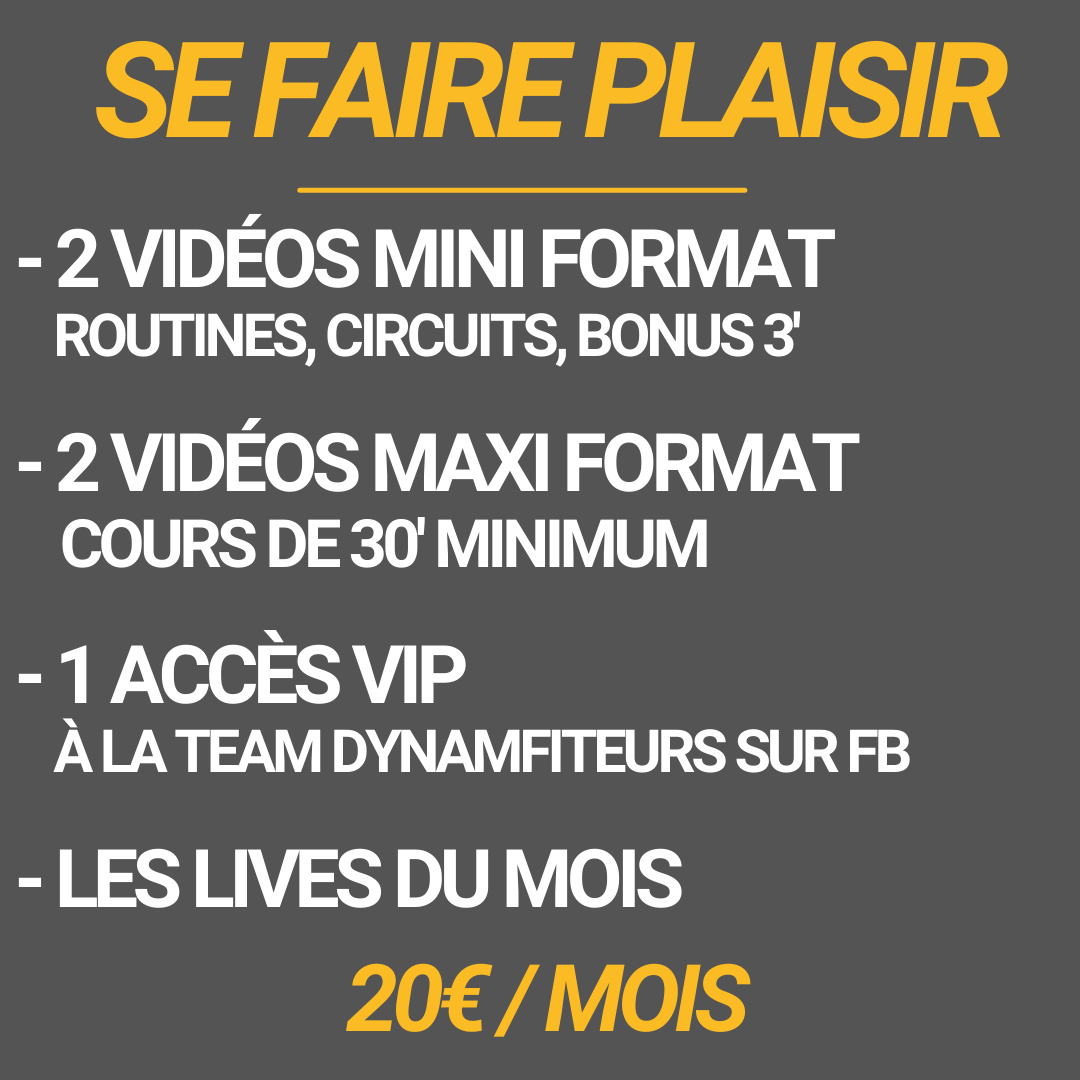 SE FAIRE PLAISIR
- 2 VIDÉOS MINI FORMAT
ROUTINES, CIRCUITS, BONUS 3'
- 2 VIDÉOS MAXI FORMAT
COURS DE 30' MINIMUM
- 1 ACCÈS VIP
À LA TEAM DYNAMFITEURS SUR FB
- LES LIVES DU MOIS
20€ / MOIS